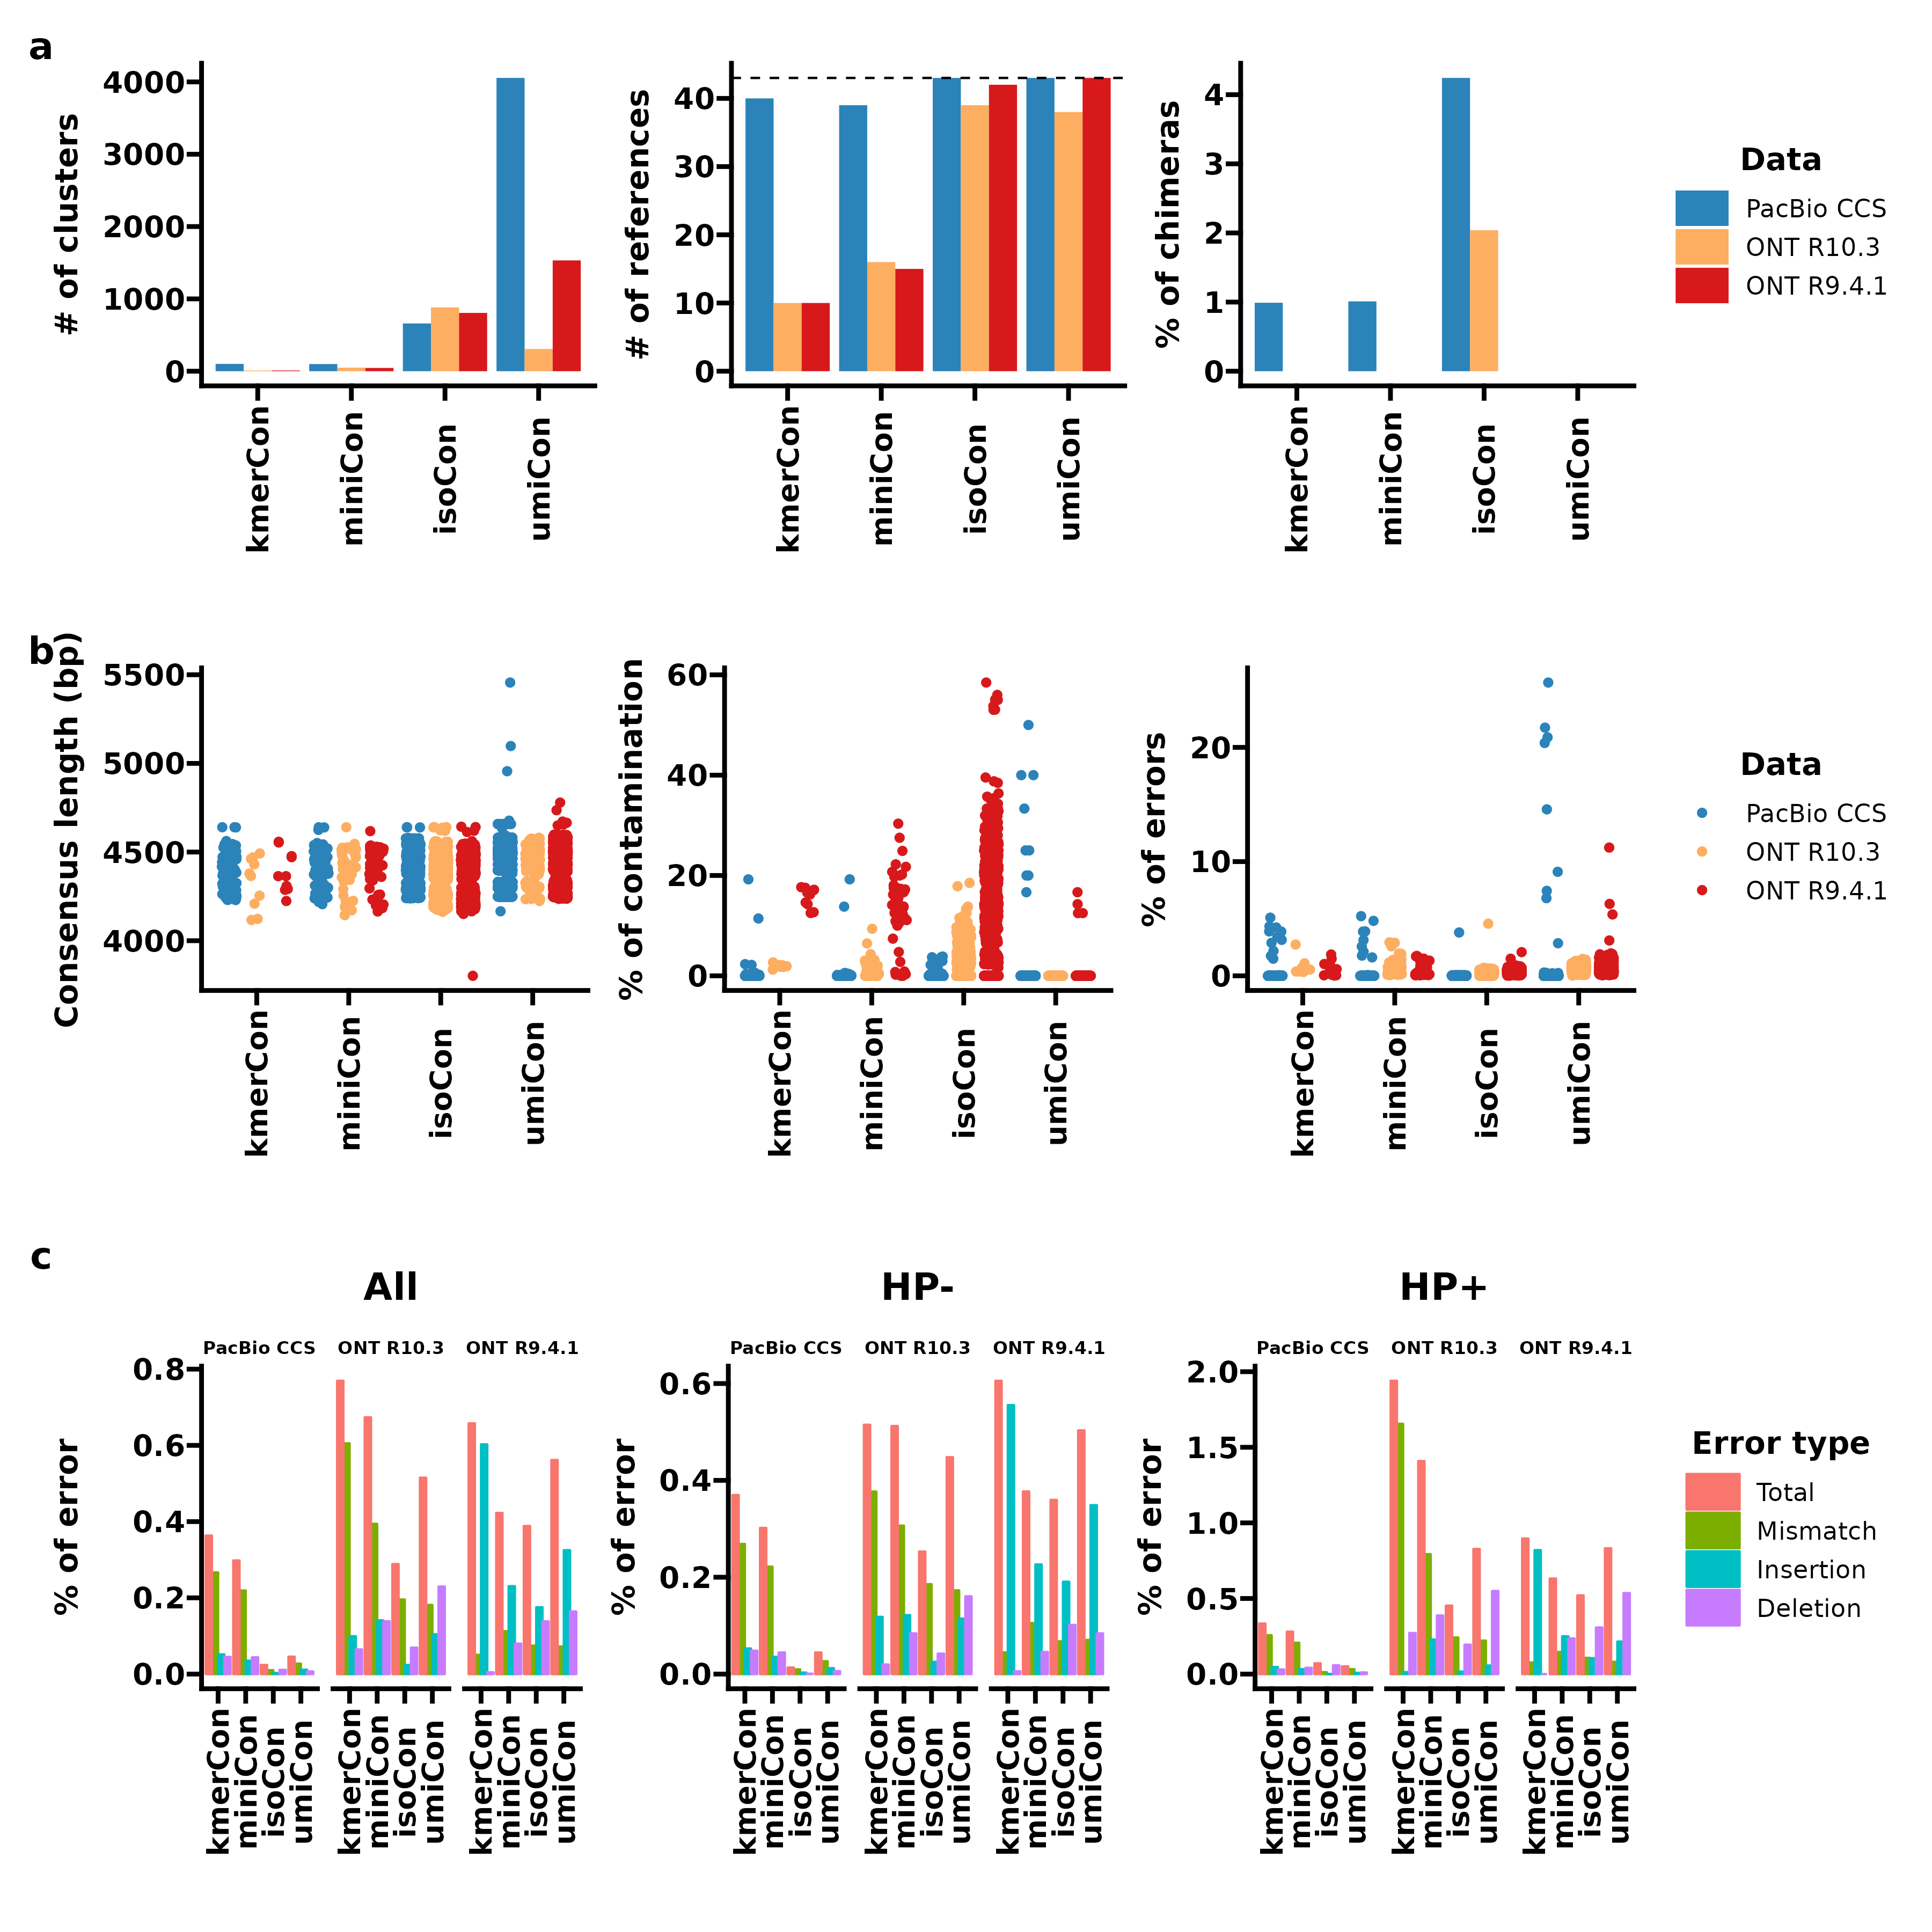 a
# of clusters
4000
3000
2000
1000
0
kmerCon
miniCon
isoCon
umiCon
# of references
40
30
20
10
0
kmerCon
miniCon
isoCon
umiCon
% of chimeras
4
3
2
1
0
kmerCon
miniCon
isoCon
umiCon
Data
PacBio CCS
ONT R10.3
ONT R9.4.1
b
Consensus length (bp)
5500
5000
4500
4000
kmerCon
miniCon
isoCon
umiCon
% of contamination
60
40
20
0
kmerCon
miniCon
isoCon
umiCon
% of errors
20
10
0
kmerCon
miniCon
isoCon
umiCon
Data
PacBio CCS
ONT R10.3
ONT R9.4.1
c
All
PacBio CCS
ONT R10.3
ONT R9.4.1
% of error
0.8
0.6
0.4
0.2
0.0
kmerCon
miniCon
isoCon
umiCon
kmerCon
miniCon
isoCon
umiCon
kmerCon
miniCon
isoCon
umiCon
HP-
PacBio CCS
ONT R10.3
ONT R9.4.1
% of error
0.6
0.4
0.2
0.0
kmerCon
miniCon
isoCon
umiCon
kmerCon
miniCon
isoCon
umiCon
kmerCon
miniCon
isoCon
umiCon
HP+
PacBio CCS
ONT R10.3
ONT R9.4.1
% of error
2.0
1.5
1.0
0.5
0.0
kmerCon
miniCon
isoCon
umiCon
kmerCon
miniCon
isoCon
umiCon
kmerCon
miniCon
isoCon
umiCon
Error type
Total
Mismatch
Insertion
Deletion